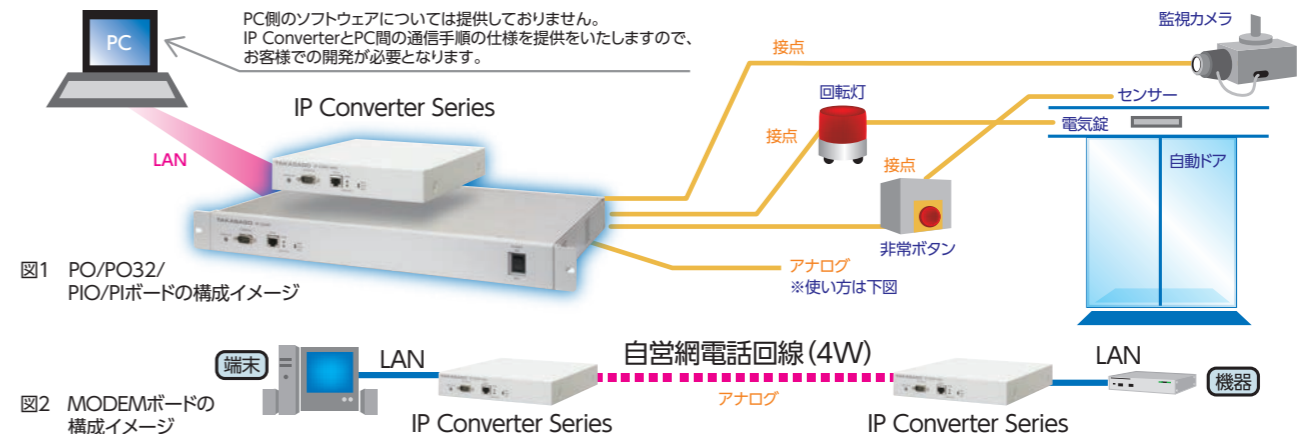 PC側のソフトウェアについては提供しておりません。
IP ConverterとPC間の通信手順の仕様を提供をいたしますので、
お客様での開発が必要となります。
PC
監視カメラ
接点
IP Converter Series
回転灯
センサー
電気錠
接点
LAN
自動ドア
接点
TAKASAGO
TAKASAGO
非常ボタン
図1 PO/PO32/
PIO/PIボードの構成イメージ
アナログ
※使い方は下図
端末
LAN
自営網電話回線(4W)
LAN
機器
アナログ
図2 MODEMボードの
構成イメージ
IP Converter Series
IP Converter Series